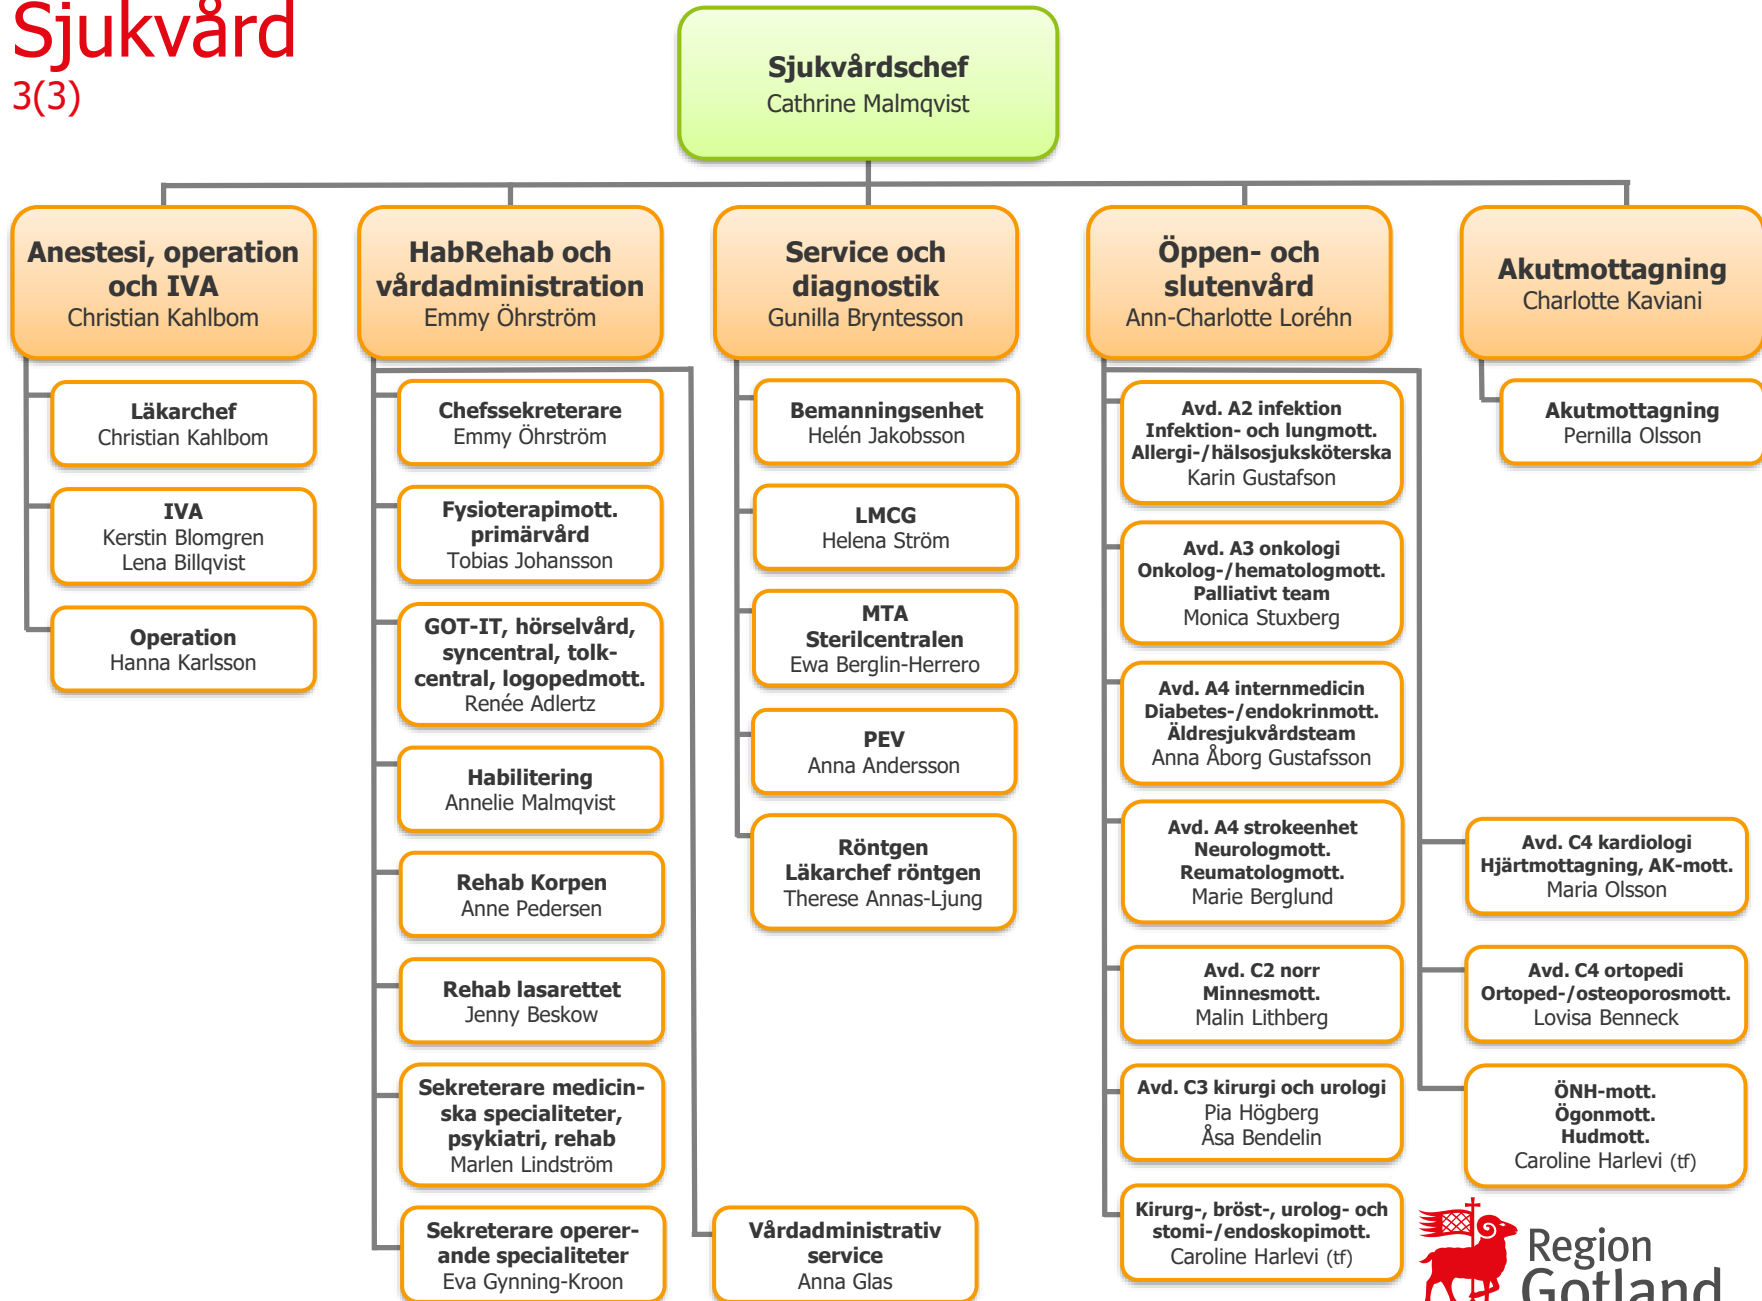 Sjukvård
3(3)
Sjukvårdschef
Cathrine Malmqvist
Anestesi, operation
och IVA
Christian Kahlbom
Läkarchef
Christian Kahlbom
IVA
Kerstin Blomgren
Lena Billqvist
Operation
Hanna Karlsson
HabRehab och
vårdadministration
Emmy Öhrström
Chefssekreterare
Emmy Öhrström
Fysioterapimott.
primärvård
Tobias Johansson
GOT-IT, hörselvård,
syncentral, tolk-
central, logopedmott.
Renée Adlertz
Habilitering
Annelie Malmqvist
Rehab Korpen
Anne Pedersen
Rehab lasarettet
Jenny Beskow
Sekreterare medicin-
ska specialiteter,
psykiatri, rehab
Marlen Lindström
Sekreterare operer-
ande specialiteter
Eva Gynning-Kroon
Vårdadministrativ
service
Anna Glas
Service och
diagnostik
Gunilla Bryntesson
Bemanningsenhet
Helén Jakobsson
LMCG
Helena Ström
MTA
Sterilcentralen
Ewa Berglin-Herrero
PEV
Anna Andersson
Röntgen
Läkarchef röntgen
Therese Annas-Ljung
Öppen- och
slutenvård
Ann-Charlotte Loréhn
Avd. A2 infektion
Infektion- och lungmott.
Allergi-/hälsosjuksköterska
Karin Gustafson
Avd. A3 onkologi
Onkolog-/hematologmott.
Palliativt team
Monica Stuxberg
Avd. A4 internmedicin
Diabetes-/endokrinmott.
Äldresjukvårdsteam
Anna Åborg Gustafsson
Avd. A4 strokeenhet
Neurologmott.
Reumatologmott.
Marie Berglund
Avd. C2 norr
Minnesmott.
Malin Lithberg
Avd. C3 kirurgi och urologi
Pia Högberg
Åsa Bendelin
Kirurg-, bröst-, urolog- och
stomi-/endoskopimott.
Caroline Harlevi (tf)
Avd. C4 kardiologi
Hjärtmottagning, AK-mott.
Maria Olsson
Avd. C4 ortopedi
Ortoped-/osteoporosmott.
Lovisa Benneck
ÖNH-mott.
Ögonmott.
Hudmott.
Caroline Harlevi (tf)
Akutmottagning
Charlotte Kaviani
Akutmottagning
Pernilla Olsson
Region
Gotland